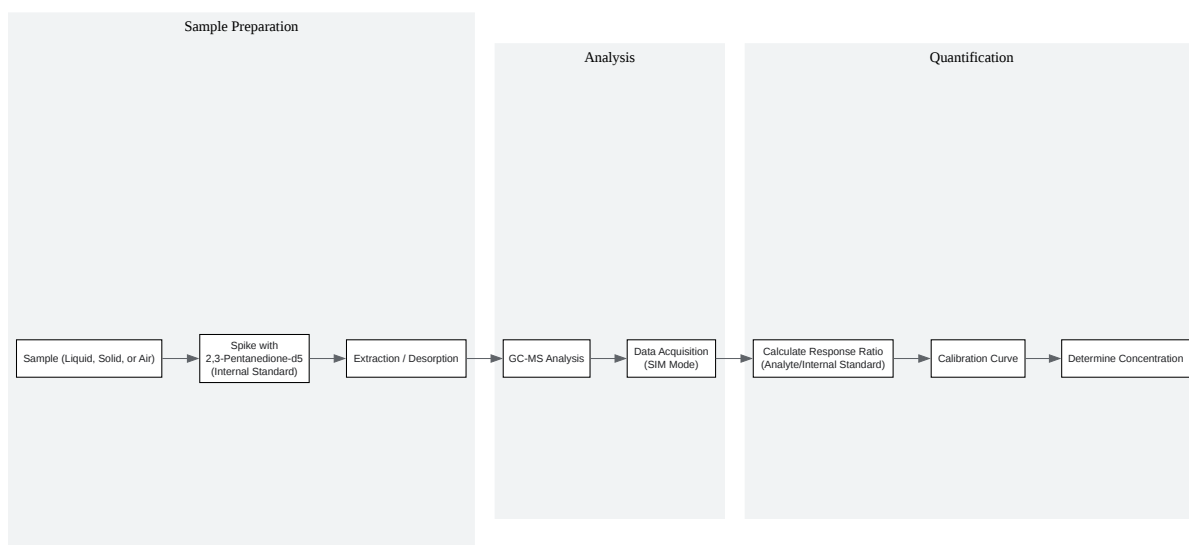 Sample Preparation
Sample (Liquid, Solid, or Air)
Spike with
2,3-Pentanedione-d5
(Internal Standard)
Extraction / Desorption
Analysis
GC-MS Analysis
Data Acquisition
(SIM Mode)
Quantification
Calculate Response Ratio
(Analyte/Internal Standard)
Calibration Curve
Determine Concentration